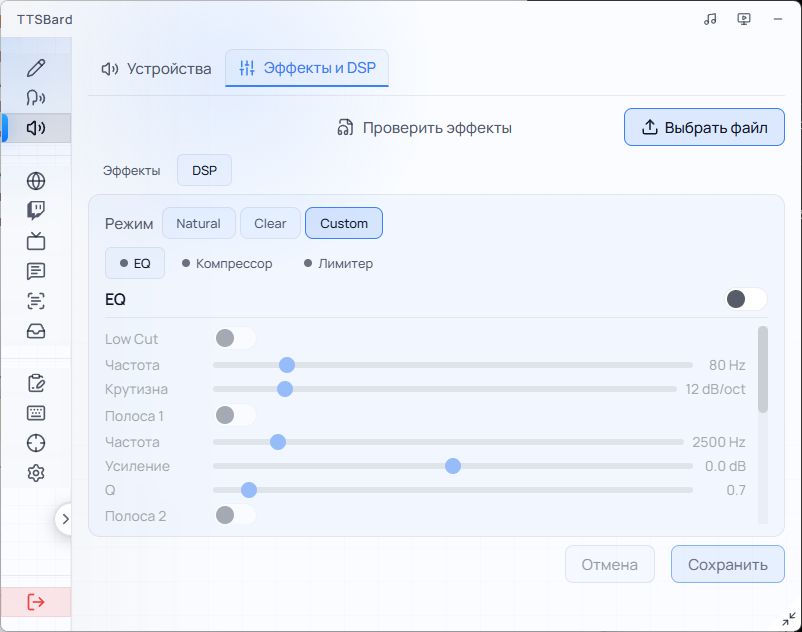 TTSBard
Устройства
Эффекты и DSP
Проверить эффекты
Выбрать файл
Эффекты
DSP
Режим
Natural
Clear
Custom
EQ
Компрессор
Лимитер
EQ
Low Cut
Частота
80 Hz
Крутизна
12 dB/oct
Полоса 1
Частота
2500 Hz
Усиление
0.0 dB
Q
0.7
Полоса 2
Отмена
Сохранить